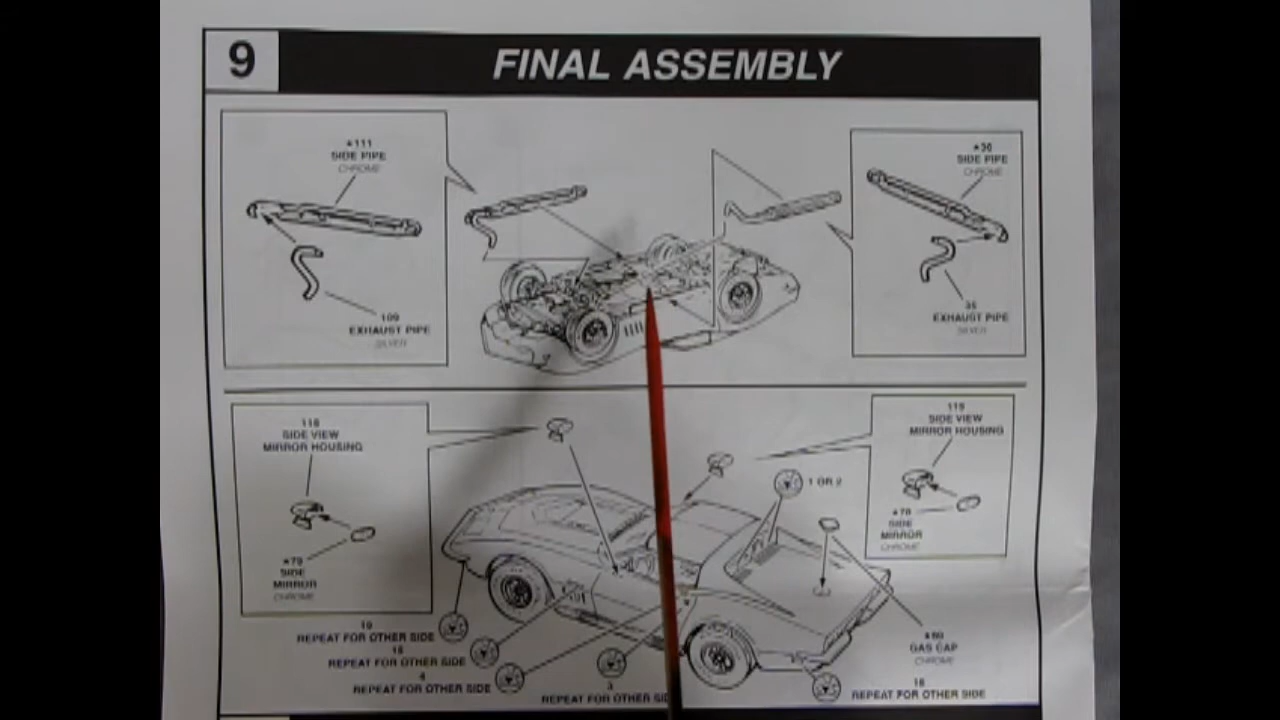 9
FINAL ASSEMBLY
★111
SIDE PIPE
CHROME
109
EXHAUST PIPE
SILVER
★36
SIDE PIPE
CHROME
35
EXHAUST PIPE
SILVER
118
SIDE VIEW
MIRROR HOUSING
★79
SIDE
MIRROR
CHROME
119
SIDE VIEW
MIRROR HOUSING
★78
SIDE
MIRROR
CHROME
1 OR 2
★80
GAS CAP
CHROME
19
REPEAT FOR OTHER SIDE
15
REPEAT FOR OTHER SIDE
4
REPEAT FOR OTHER SIDE
3
REPEAT FOR OTHER
18
REPEAT FOR OTHER SIDE